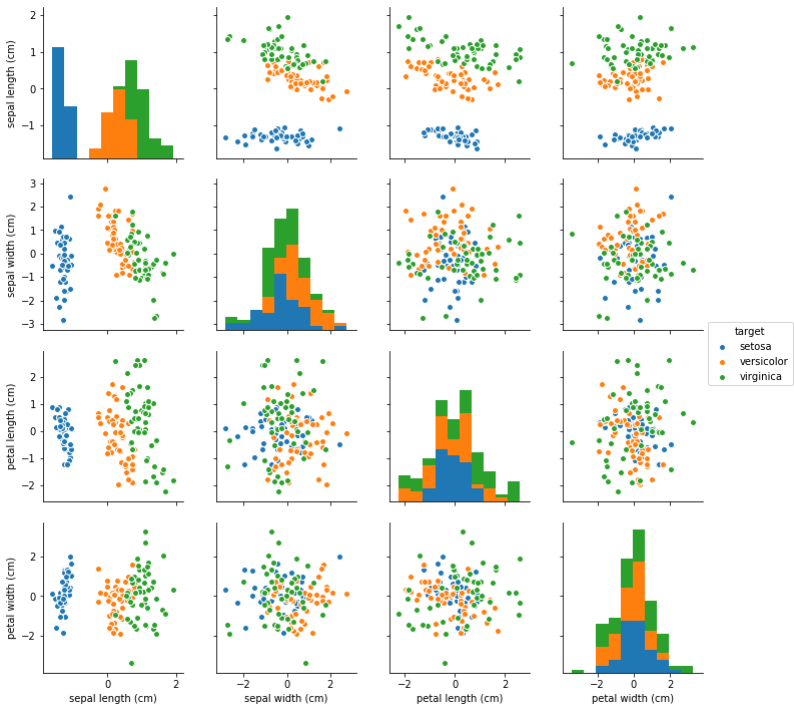 sepal length (cm)
2
1
0
−1
sepal width (cm)
3
2
1
0
−1
−2
−3
target
setosa
versicolor
virginica
petal length (cm)
2
1
0
−1
−2
petal width (cm)
2
0
−2
0 2
−2 0 2
−2 0 2
−2 0 2
sepal length (cm) sepal width (cm) petal length (cm) petal width (cm)